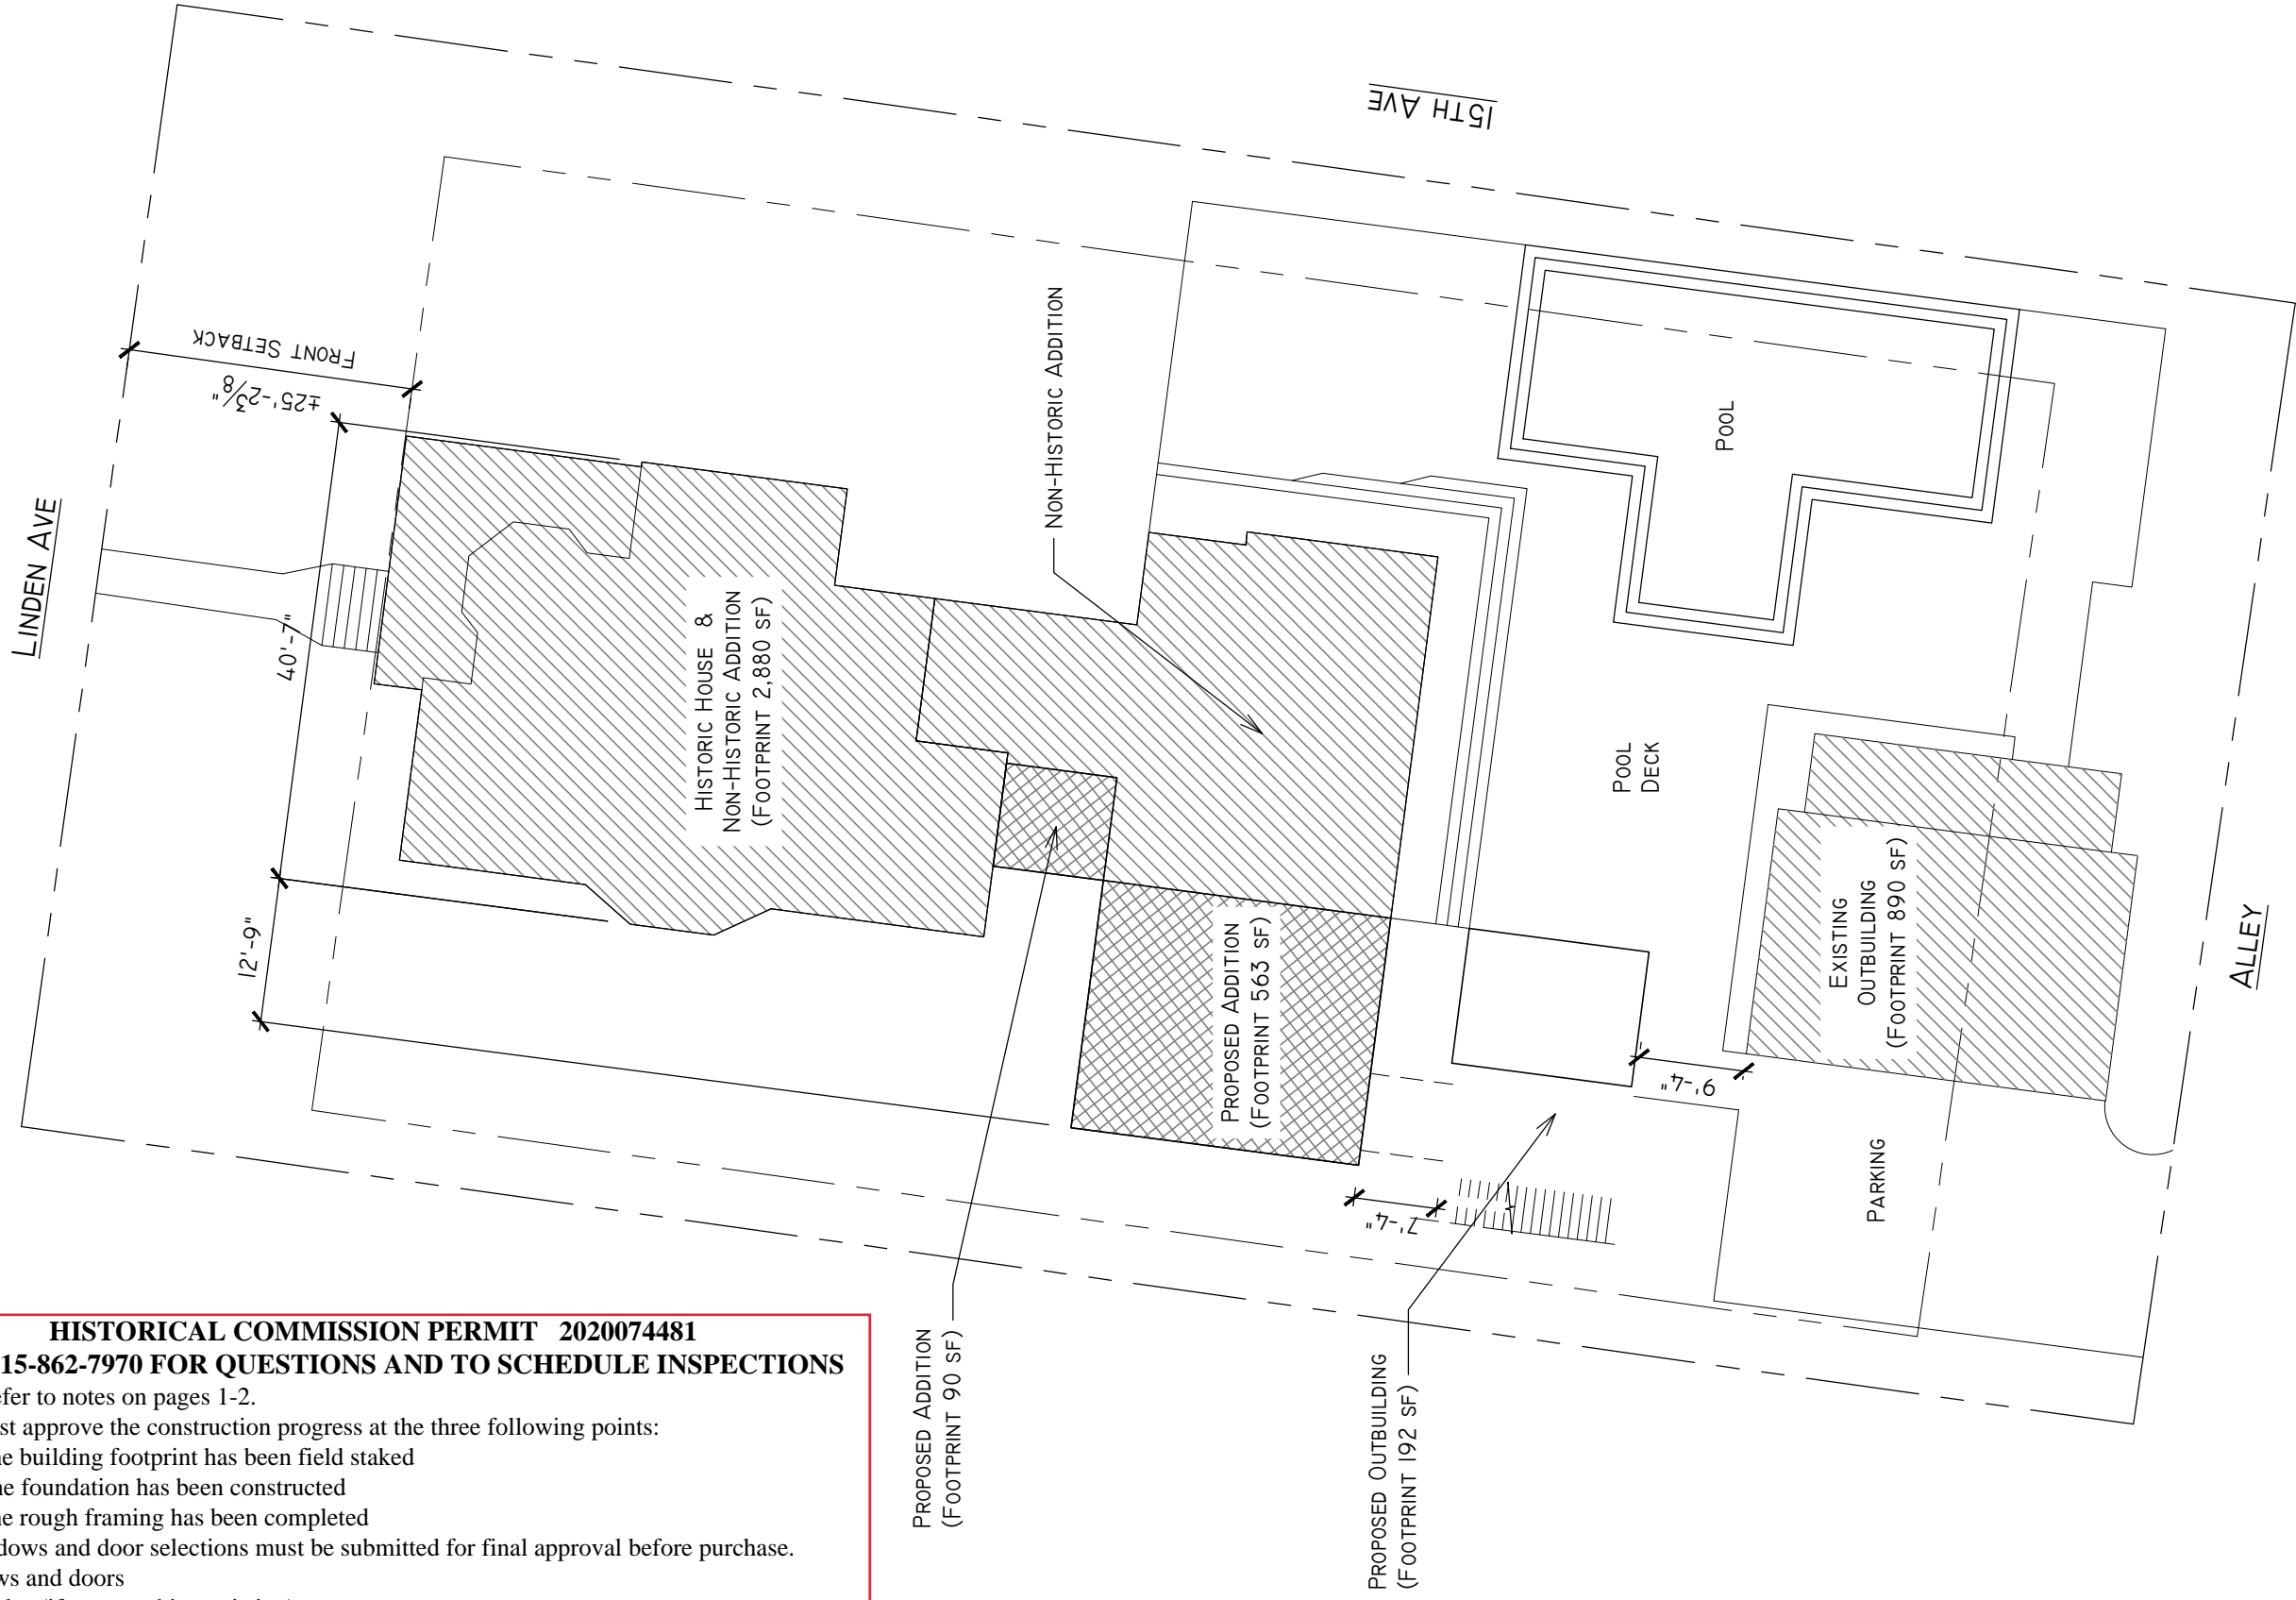 LINDEN AVE
15TH AVE
FRONT SETBACK
±25'-2⅜"
40'-7"
12'-9"
HISTORIC HOUSE &
NON-HISTORIC ADDITION
(FOOTPRINT 2,880 SF)
NON-HISTORIC ADDITION
POOL
POOL
DECK
PROPOSED ADDITION
(FOOTPRINT 563 SF)
EXISTING
OUTBUILDING
(FOOTPRINT 890 SF)
ALLEY
9'-4"
7'-4"
PARKING
PROPOSED ADDITION
(FOOTPRINT 90 SF)
PROPOSED OUTBUILDING
(FOOTPRINT 192 SF)
HISTORICAL COMMISSION PERMIT 2020074481
15-862-7970 FOR QUESTIONS AND TO SCHEDULE INSPECTIONS
efer to notes on pages 1-2.
st approve the construction progress at the three following points:
he building footprint has been field staked
he foundation has been constructed
he rough framing has been completed
dows and door selections must be submitted for final approval before purchase.
ws and doors